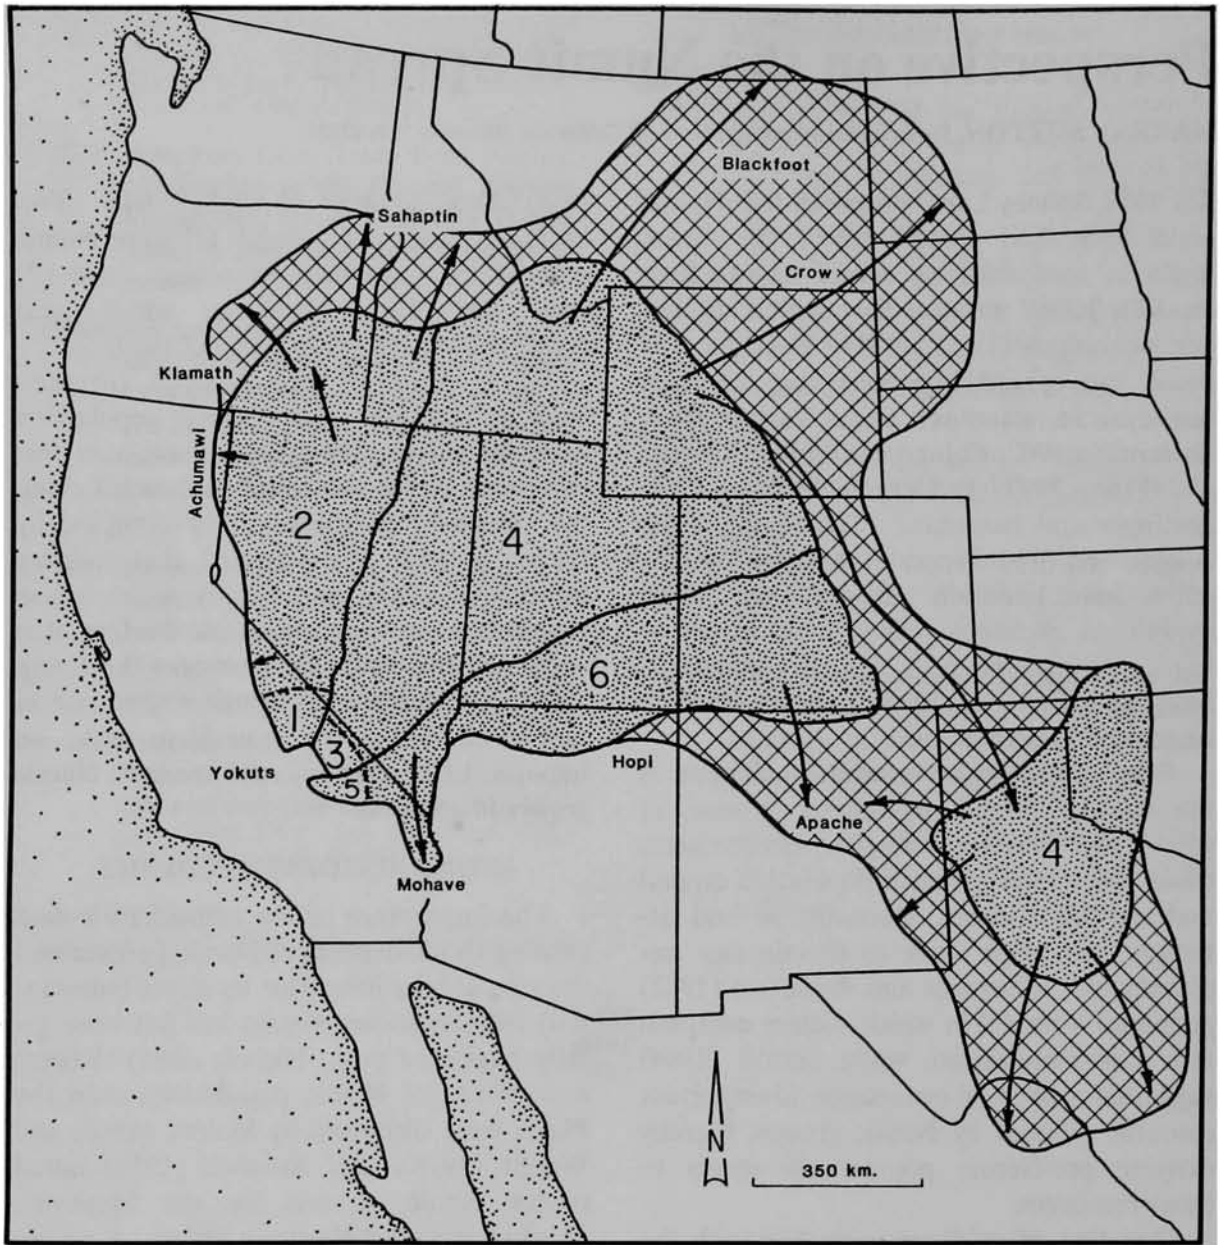 Blackfoot
Sahaptin
Crow
Klamath
Achumawi
2
4
6
1
3
5
Yokuts
Hopi
Apache
4
Mohave
N
350 km.